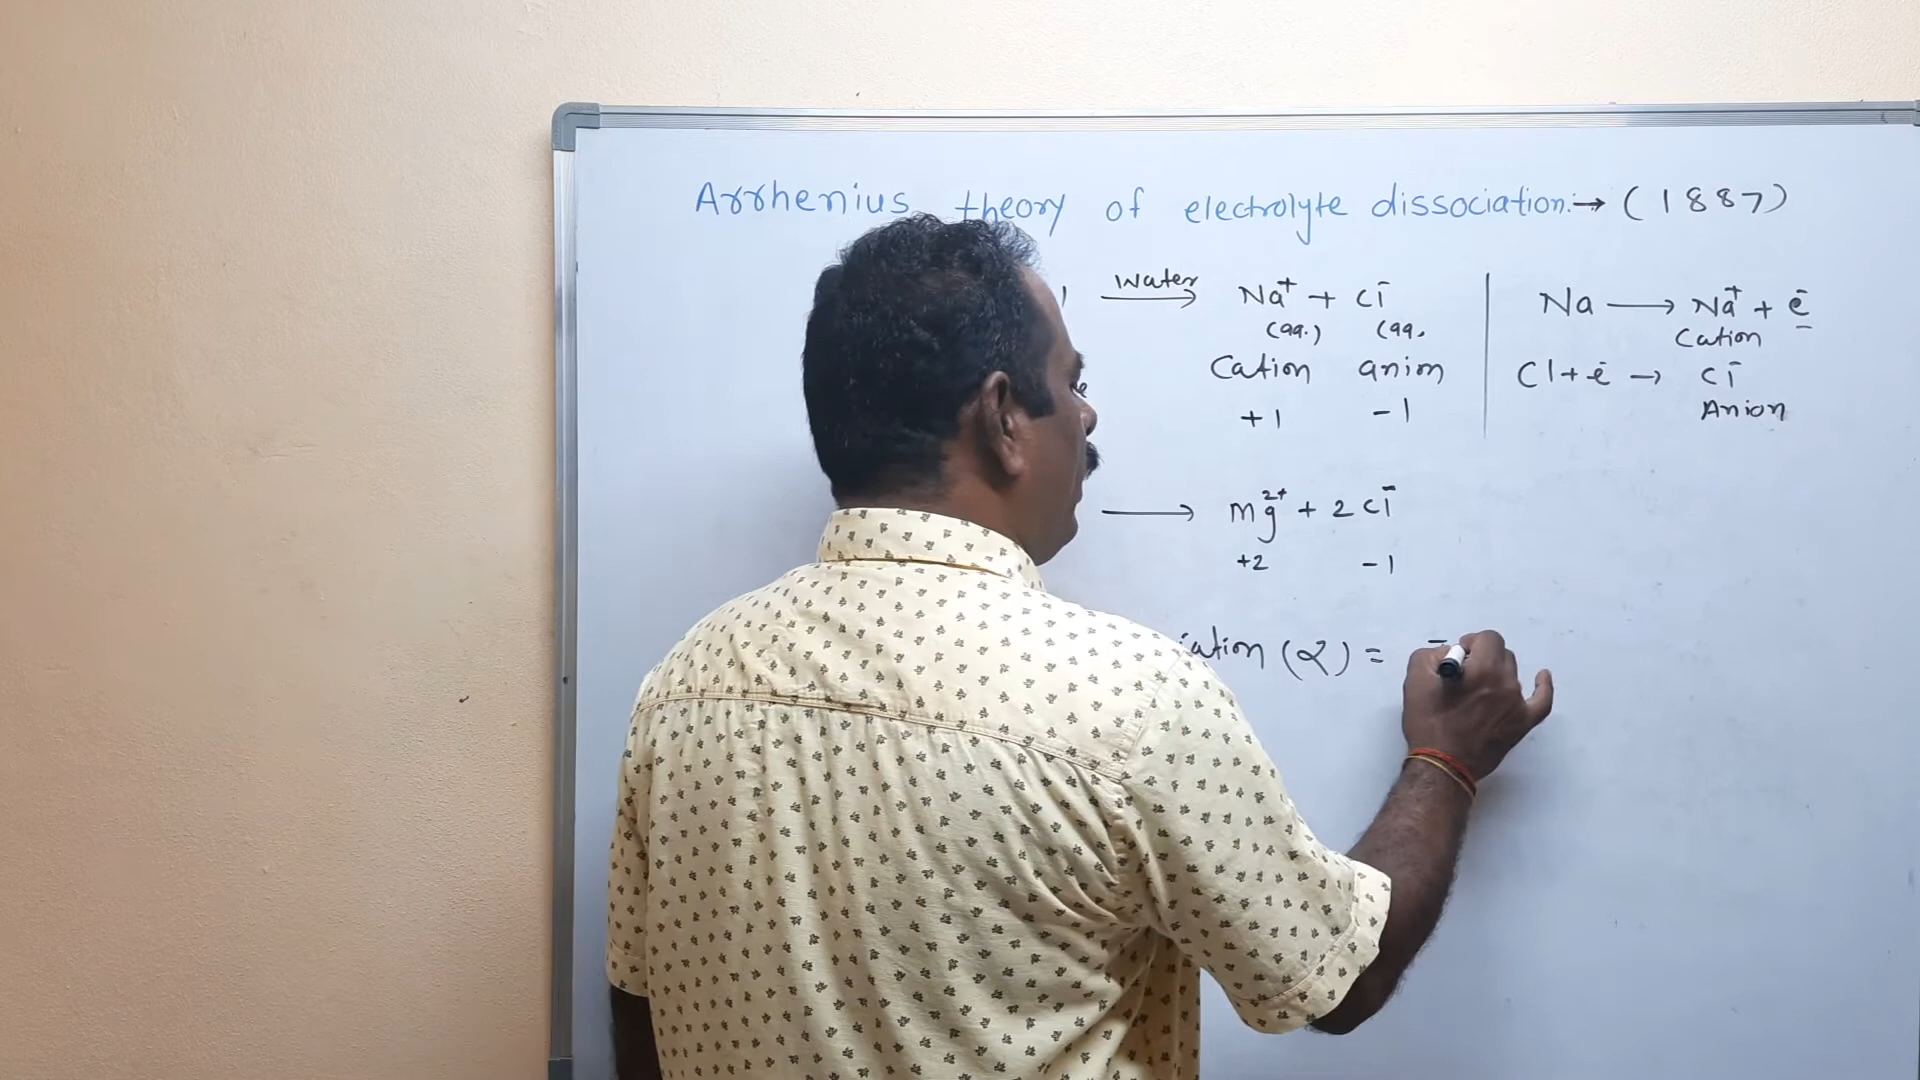 Arrhenius theory of electrolyte dissociation:→ (1887)
Water
⟶ Na⁺ + Cl⁻
(aq.) (aq.
Cation anion
+1 -1
Na ⟶ Na⁺ + e⁻
Cation
Cl + e⁻ → Cl⁻
Anion
⟶ mg²⁺ + 2Cl⁻
+2 -1
iation (α) =